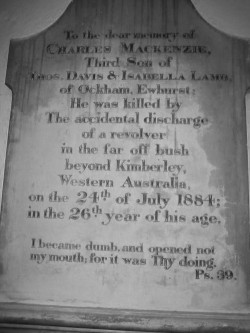 To the dear memory of
CHARLES MACKENZIE,
Third Son of
GEOS. DAVIS & ISABELLA LAMB,
of Ockham, Ewhurst;
He was killed by
The accidental discharge
of a revolver
in the far off bush
beyond Kimberley,
Western Australia,
on the 24th of July 1884;
in the 26th year of his age.
I became dumb, and opened not
my mouth; for it was Thy doing.
Ps. 39.